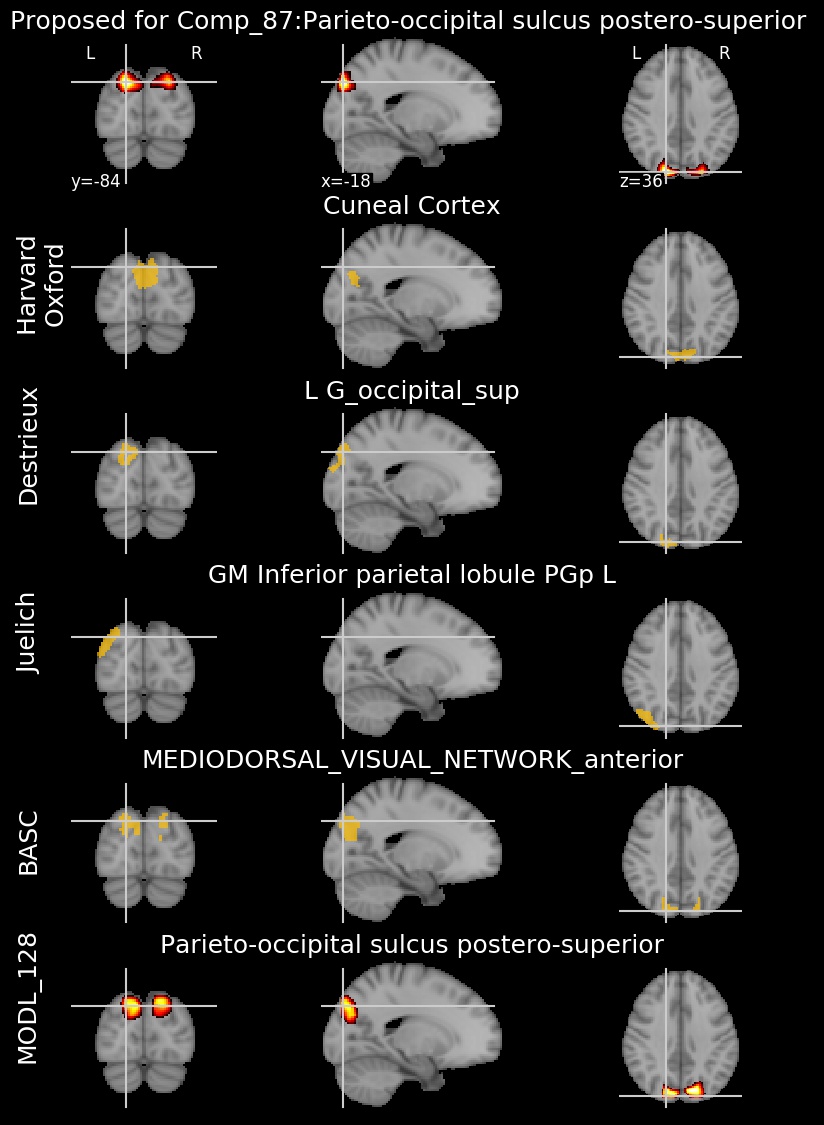 Proposed for Comp_87:Parieto-occipital sulcus postero-superior
L R L R
y=-84 x=-18 z=36
Cuneal Cortex
Harvard
Oxford
L G_occipital_sup
Destrieux
GM Inferior parietal lobule PGp L
Juelich
MEDIODORSAL_VISUAL_NETWORK_anterior
BASC
Parieto-occipital sulcus postero-superior
MODL_128